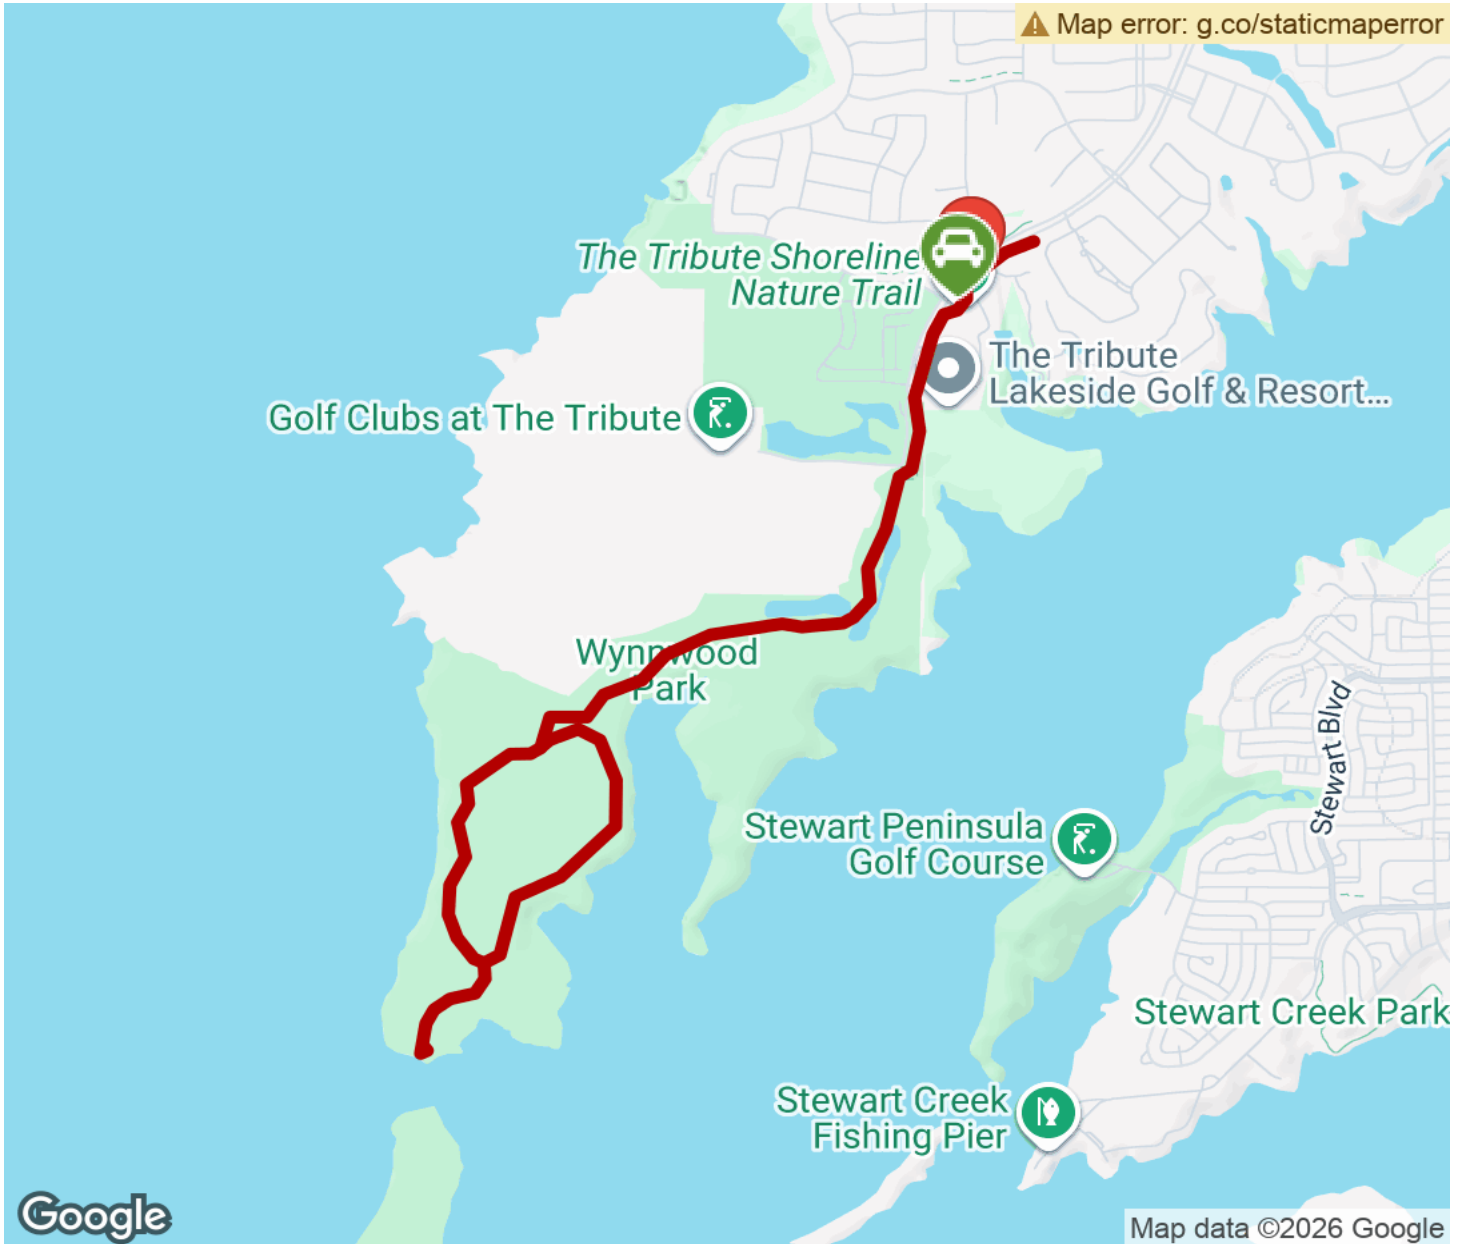 Map error: g.co/staticmaperror
The Tribute Shoreline
Nature Trail
The Tribute
Lakeside Golf & Resort...
Golf Clubs at The Tribute
Wynnwood
Park
Stewart Blvd
Stewart Peninsula
Golf Course
Stewart Creek Park
Stewart Creek
Fishing Pier
Google
Map data ©2026 Google